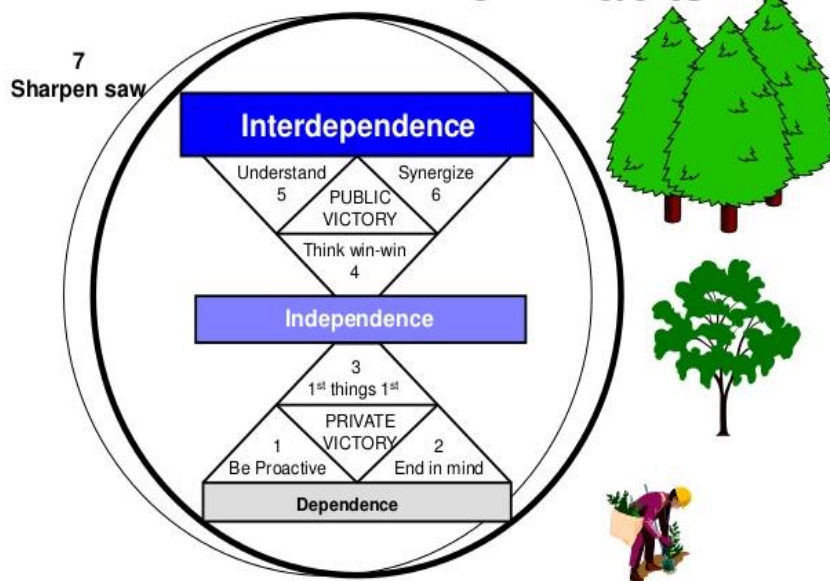 7
Sharpen saw
Interdependence
Understand
5
Synergize
6
PUBLIC
VICTORY
Think win-win
4
Independence
3
1st things 1st
PRIVATE
VICTORY
1
Be Proactive
2
End in mind
Dependence